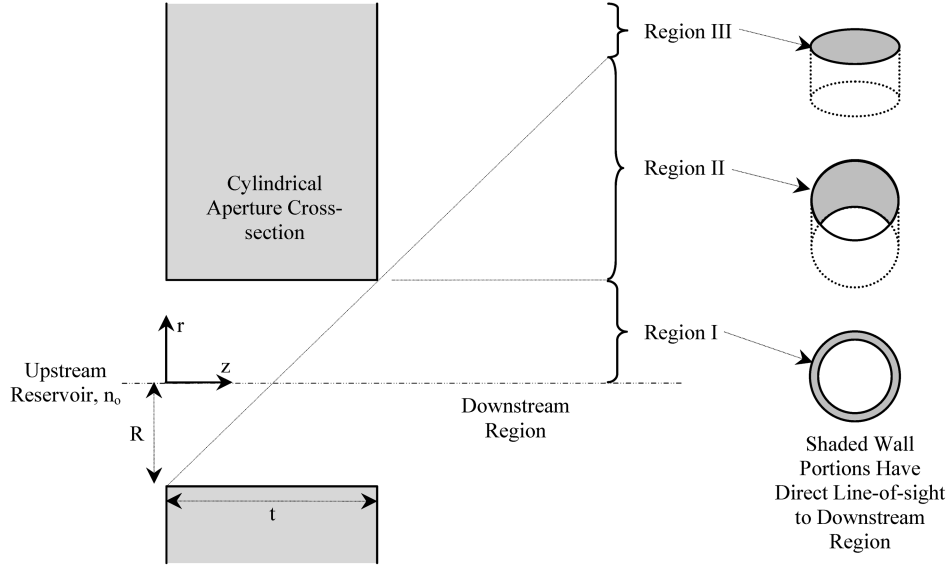 Region III
Cylindrical
Aperture Cross-
section
Region II
r
Region I
z
Upstream
Reservoir, no
Downstream
Region
R
Shaded Wall
Portions Have
Direct Line-of-sight
to Downstream
Region
t